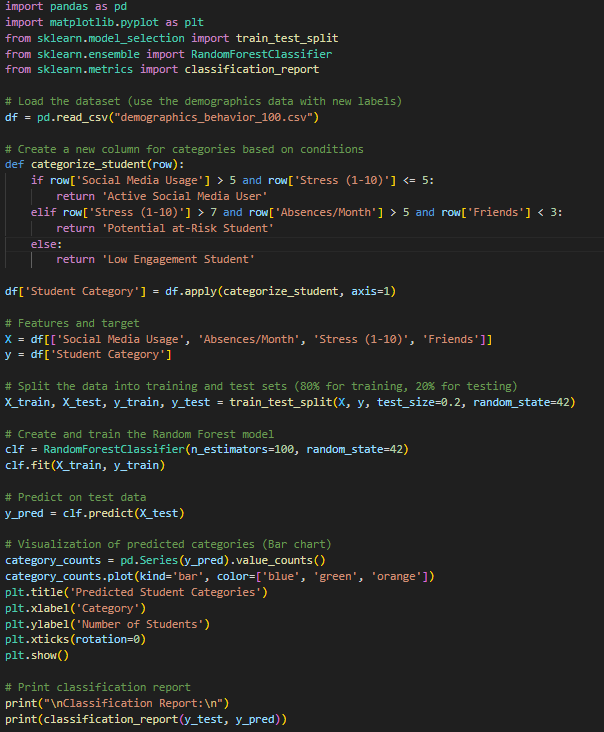 import pandas as pd
import matplotlib.pyplot as plt
from sklearn.model_selection import train_test_split
from sklearn.ensemble import RandomForestClassifier
from sklearn.metrics import classification_report

# Load the dataset (use the demographics data with new labels)
df = pd.read_csv("demographics_behavior_100.csv")

# Create a new column for categories based on conditions
def categorize_student(row):
    if row['Social Media Usage'] > 5 and row['Stress (1-10)'] <= 5:
        return 'Active Social Media User'
    elif row['Stress (1-10)'] > 7 and row['Absences/Month'] > 5 and row['Friends'] < 3:
        return 'Potential at-Risk Student'
    else:
        return 'Low Engagement Student'

df['Student Category'] = df.apply(categorize_student, axis=1)

# Features and target
X = df[['Social Media Usage', 'Absences/Month', 'Stress (1-10)', 'Friends']]
y = df['Student Category']

# Split the data into training and test sets (80% for training, 20% for testing)
X_train, X_test, y_train, y_test = train_test_split(X, y, test_size=0.2, random_state=42)

# Create and train the Random Forest model
clf = RandomForestClassifier(n_estimators=100, random_state=42)
clf.fit(X_train, y_train)

# Predict on test data
y_pred = clf.predict(X_test)

# Visualization of predicted categories (Bar chart)
category_counts = pd.Series(y_pred).value_counts()
category_counts.plot(kind='bar', color=['blue', 'green', 'orange'])
plt.title('Predicted Student Categories')
plt.xlabel('Category')
plt.ylabel('Number of Students')
plt.xticks(rotation=0)
plt.show()

# Print classification report
print("\nClassification Report:\n")
print(classification_report(y_test, y_pred))